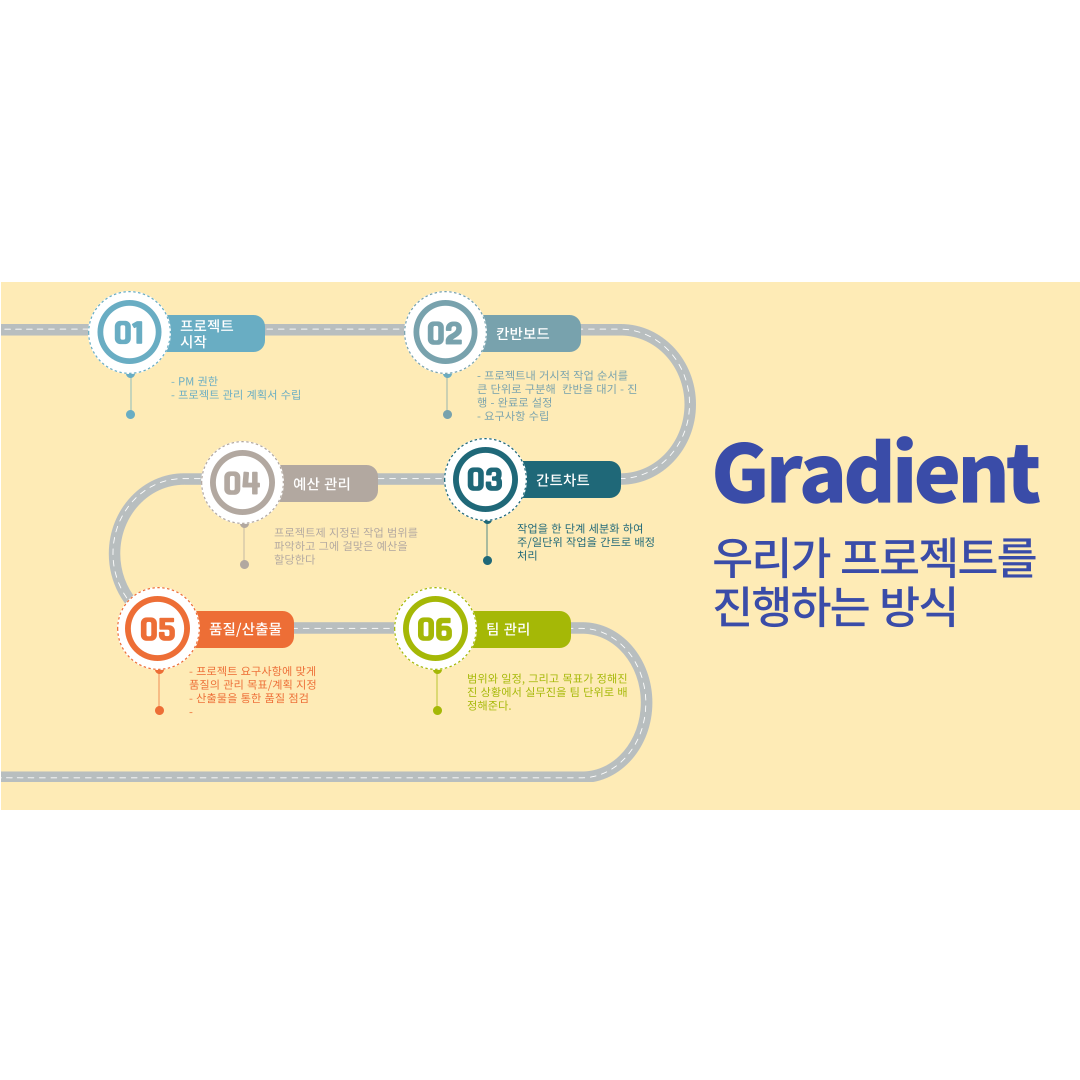 01
프로젝트
시작
- PM 권한
- 프로젝트 관리 계획서 수립
02
칸반보드
- 프로젝트내 거시적 작업 순서를
큰 단위로 구분해  칸반을 대기 - 진
행 - 완료로 설정
- 요구사항 수립
03
간트차트
작업을 한 단계 세분화 하여
주/일단위 작업을 간트로 배정
처리
04
예산 관리
프로젝트제 지정된 작업 범위를
파악하고 그에 걸맞은 예산을
할당한다
05
품질/산출물
- 프로젝트 요구사항에 맞게
품질의 관리 목표/계획 지정
- 산출물을 통한 품질 점검
-
06
팀 관리
범위와 일정, 그리고 목표가 정해진
진 상황에서 실무진을 팀 단위로 배
정해준다.
Gradient
우리가 프로젝트를
진행하는 방식